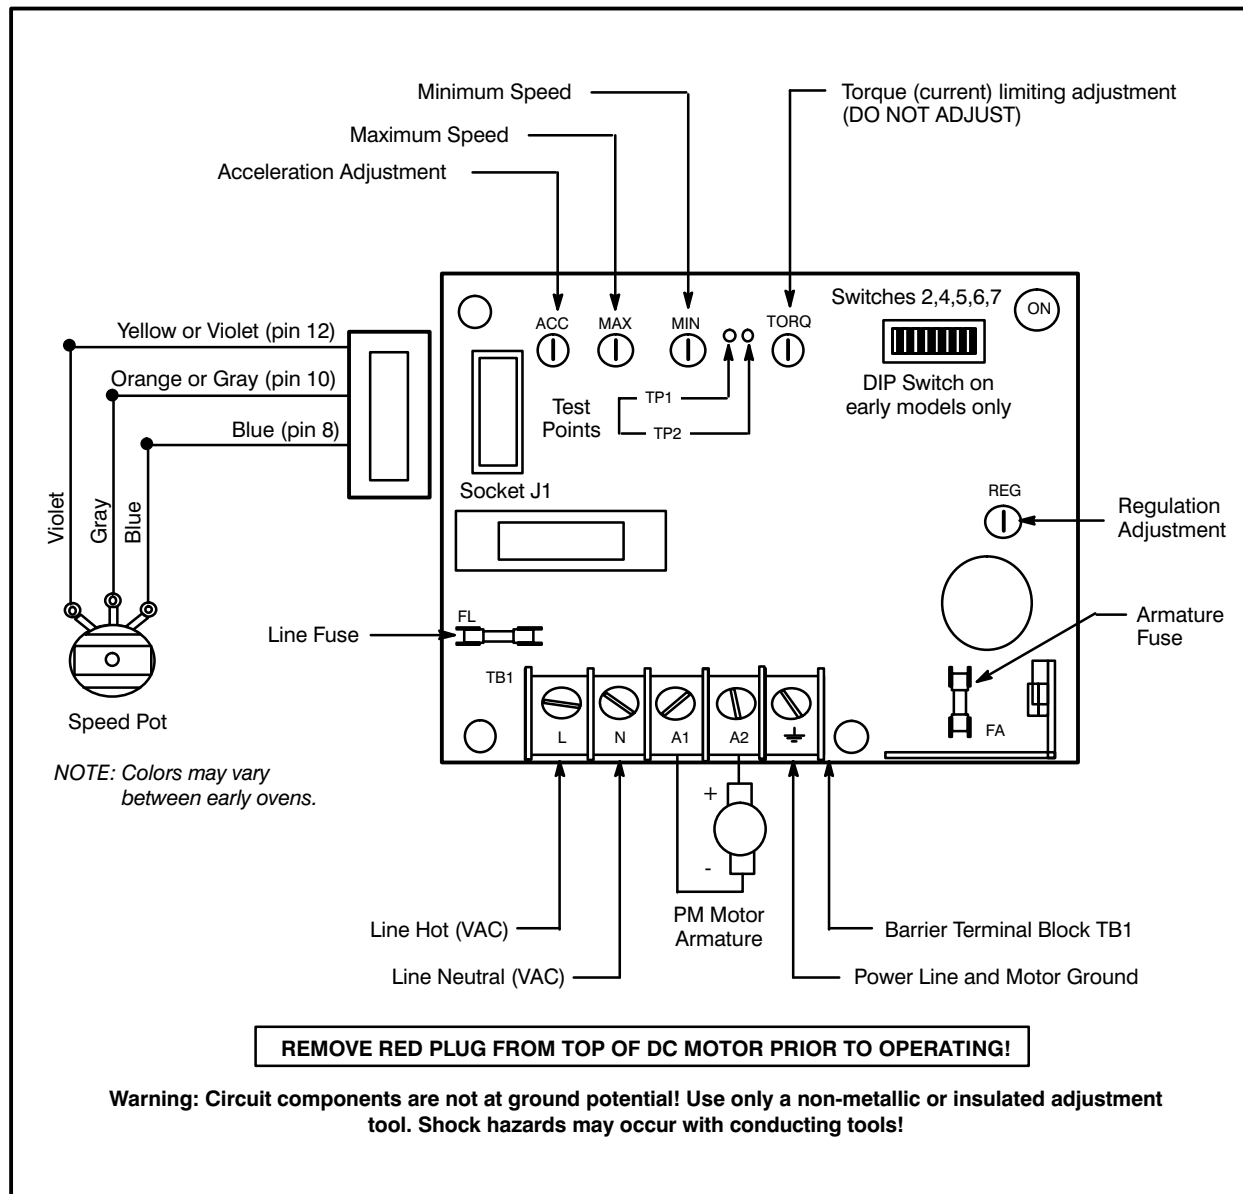 Minimum Speed
Torque (current) limiting adjustment
(DO NOT ADJUST)
Maximum Speed
Acceleration Adjustment
Switches 2,4,5,6,7
ON
ACC
MAX
MIN
TORQ
Yellow or Violet (pin 12)
Orange or Gray (pin 10)
Blue (pin 8)
DIP Switch on
early models only
Test
Points
TP1
TP2
Socket J1
REG
Regulation
Adjustment
Violet
Gray
Blue
FL
Line Fuse
Armature
Fuse
TB1
Speed Pot
L
N
A1
A2
FA
NOTE: Colors may vary
between early ovens.
+
-
PM Motor
Armature
Line Hot (VAC)
Barrier Terminal Block TB1
Line Neutral (VAC)
Power Line and Motor Ground
REMOVE RED PLUG FROM TOP OF DC MOTOR PRIOR TO OPERATING!
Warning: Circuit components are not at ground potential! Use only a non-metallic or insulated adjustment
tool. Shock hazards may occur with conducting tools!